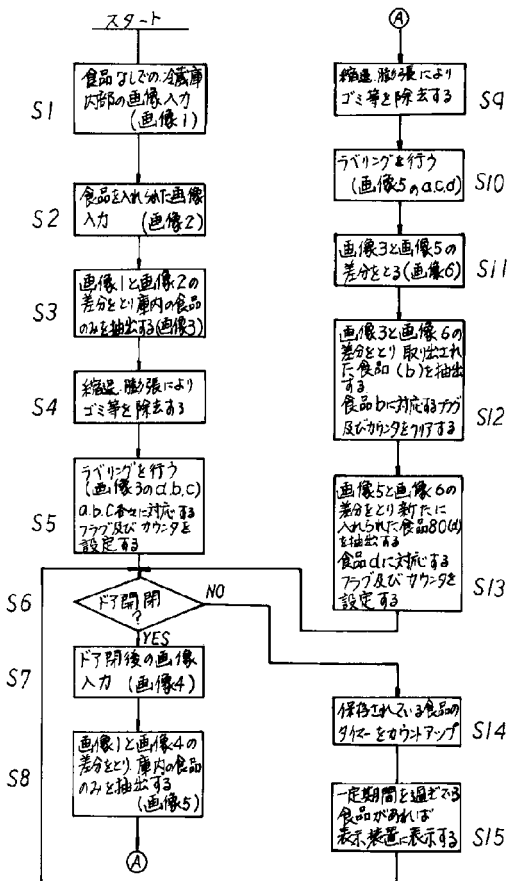 スタート
S1
食品なしでの冷蔵庫
内部の画像入力
(画像1)
S2
食品を入れられた画像
入力 (画像2)
S3
画像1と画像2の
差分をとり庫内の食品
のみを抽出する(画像3)
S4
縮退、膨張により
ゴミ等を除去する
S5
ラベリングを行う
(画像3のa,b,c)
a.b.c各々に対応する
フラグ及びカウンタを
設定する
S6
ドア開閉
?
NO
YES
S7
ドア閉後の画像
入力 (画像4)
S8
画像1と画像4の
差分をとり、庫内の食品
のみを抽出する
(画像5)
A
A
縮退、膨張により
ゴミ等を除去する
S9
ラベリングを行う
(画像5のa,c,d)
S10
画像3と画像5の
差分をとる(画像6)
S11
画像3と画像6の
差分をとり取り出され
た食品(b)を抽出
する
食品bに対応するフラグ
及びカウンタをクリアする
S12
画像5と画像6の
差分をとり新たに
入れられた食品80(d)
を抽出する
食品dに対応する
フラグ及びカウンタを
設定する
S13
保存されている食品の
タイマーをカウントアップ
S14
一定期間を過ぎている
食品があれば
表示装置に表示する
S15